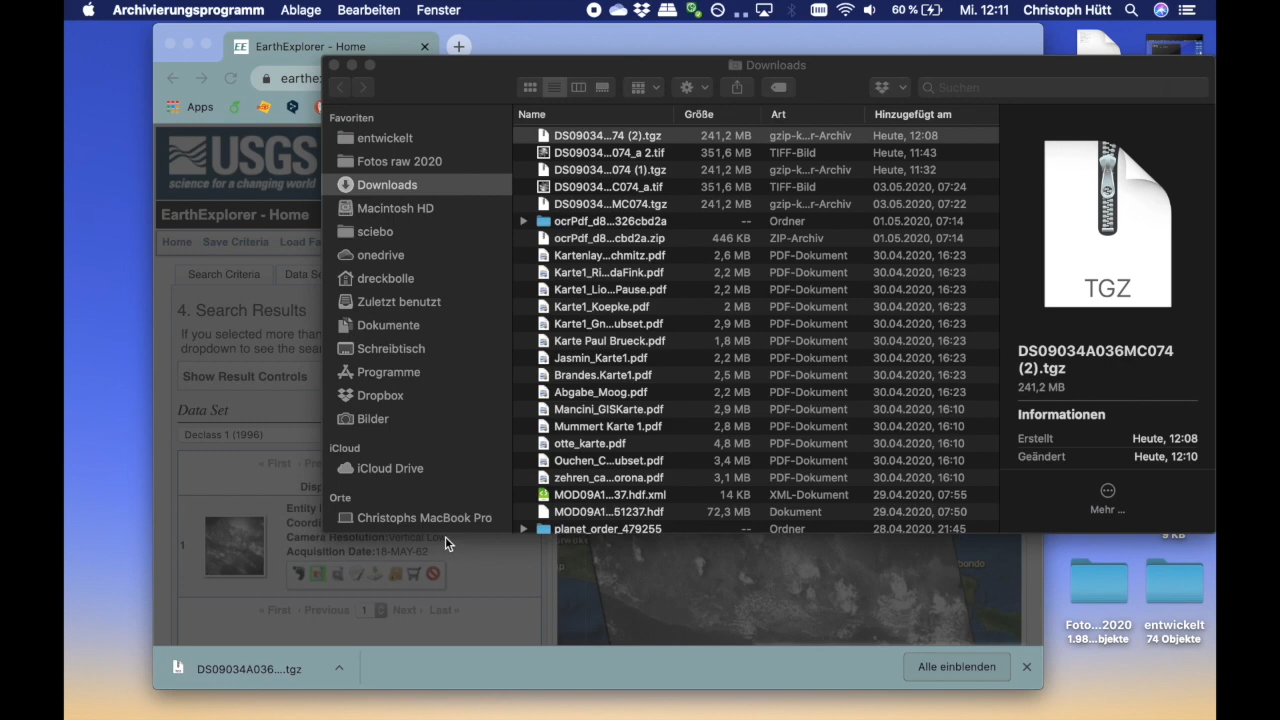 Archivierungsprogramm Ablage Bearbeiten Fenster 60 % Mi. 12:11 Christoph Hütt
EE EarthExplorer - Home
earthe
Apps
Downloads
Suchen
Favoriten
entwickelt
Fotos raw 2020
Downloads
Macintosh HD
sciebo
onedrive
dreckbolle
Zuletzt benutzt
Dokumente
Schreibtisch
Programme
Dropbox
Bilder
iCloud
iCloud Drive
Orte
Christophs MacBook Pro
Name Größe Art Hinzugefügt am
DS09034...74 (2).tgz 241,2 MB gzip-k...r-Archiv Heute, 12:08
DS09034...074_a 2.tif 351,6 MB TIFF-Bild Heute, 11:43
DS09034...074 (1).tgz 241,2 MB gzip-k...r-Archiv Heute, 11:32
DS09034...C074_a.tif 351,6 MB TIFF-Bild 03.05.2020, 07:24
DS09034...MC074.tgz 241,2 MB gzip-k...r-Archiv 03.05.2020, 07:22
ocrPdf_d8...326cbd2a -- Ordner 01.05.2020, 07:14
ocrPdf_d8...cbd2a.zip 446 KB ZIP-Archiv 01.05.2020, 07:14
Kartenlay...chmitz.pdf 2,6 MB PDF-Dokument 30.04.2020, 16:23
Karte1_Ri...daFink.pdf 2,2 MB PDF-Dokument 30.04.2020, 16:23
Karte1_Lio...Pause.pdf 2,2 MB PDF-Dokument 30.04.2020, 16:23
Karte1_Koepke.pdf 2 MB PDF-Dokument 30.04.2020, 16:23
Karte1_Gn...ubset.pdf 2,9 MB PDF-Dokument 30.04.2020, 16:23
Karte Paul Brueck.pdf 1,8 MB PDF-Dokument 30.04.2020, 16:23
Jasmin_Karte1.pdf 2,2 MB PDF-Dokument 30.04.2020, 16:23
Brandes.Karte1.pdf 2,5 MB PDF-Dokument 30.04.2020, 16:23
Abgabe_Moog.pdf 2,2 MB PDF-Dokument 30.04.2020, 16:23
Mancini_GISKarte.pdf 2,9 MB PDF-Dokument 30.04.2020, 16:10
Mummert Karte 1.pdf 2,8 MB PDF-Dokument 30.04.2020, 16:10
otte_karte.pdf 4,8 MB PDF-Dokument 30.04.2020, 16:10
Ouchen_C...ubset.pdf 3,4 MB PDF-Dokument 30.04.2020, 16:10
zehren_ca...orona.pdf 3,1 MB PDF-Dokument 30.04.2020, 16:10
MOD09A1...37.hdf.xml 14 KB XML-Dokument 29.04.2020, 07:55
MOD09A1...51237.hdf 72,3 MB Dokument 29.04.2020, 07:50
planet_order_479255 -- Ordner 28.04.2020, 21:45
TGZ
DS09034A036MC074
(2).tgz
241,2 MB
Informationen
Erstellt Heute, 12:08
Geändert Heute, 12:10
Mehr ...
USGS
science for a changing world
EarthExplorer - Home
Home Save Criteria Load Fa
Search Criteria Data Se
4. Search Results
If you selected more than
dropdown to see the sea
Show Result Controls
Data Set
Declass 1 (1996)
« First ‹ Pre
Disp
Entity
Coordi
Camera Resolution:Vertical Low
Acquisition Date:18-MAY-62
1
« First ‹ Previous 1 Next › Last »
bando
9 KB
Foto...2020 entwickelt
1.98...bjekte 74 Objekte
DS09034A036....tgz
Alle einblenden